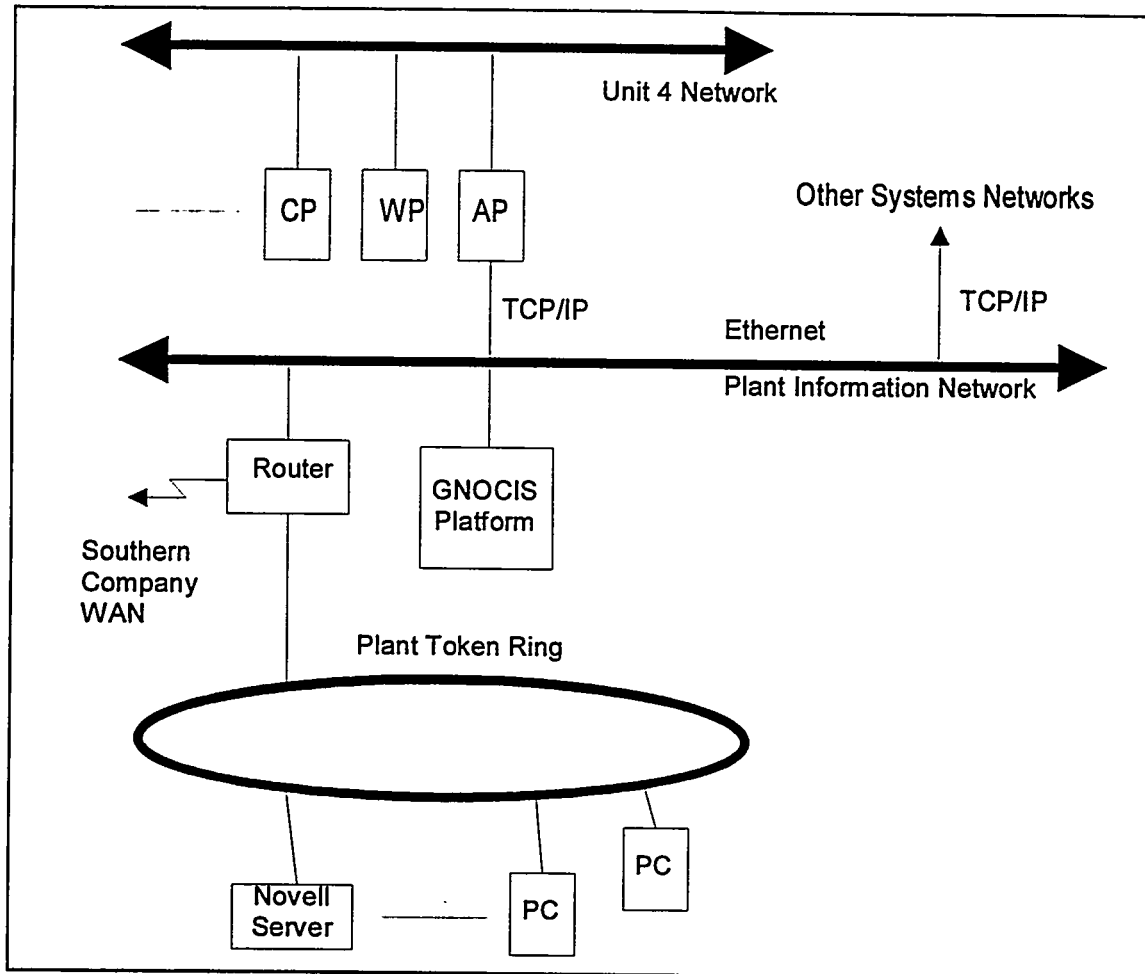 Unit 4 Network
CP
WP
AP
Other Systems Networks
TCP/IP
TCP/IP
Ethernet
Plant Information Network
Router
GNOCIS
Platform
Southern
Company
WAN
Plant Token Ring
PC
Novell
Server
PC